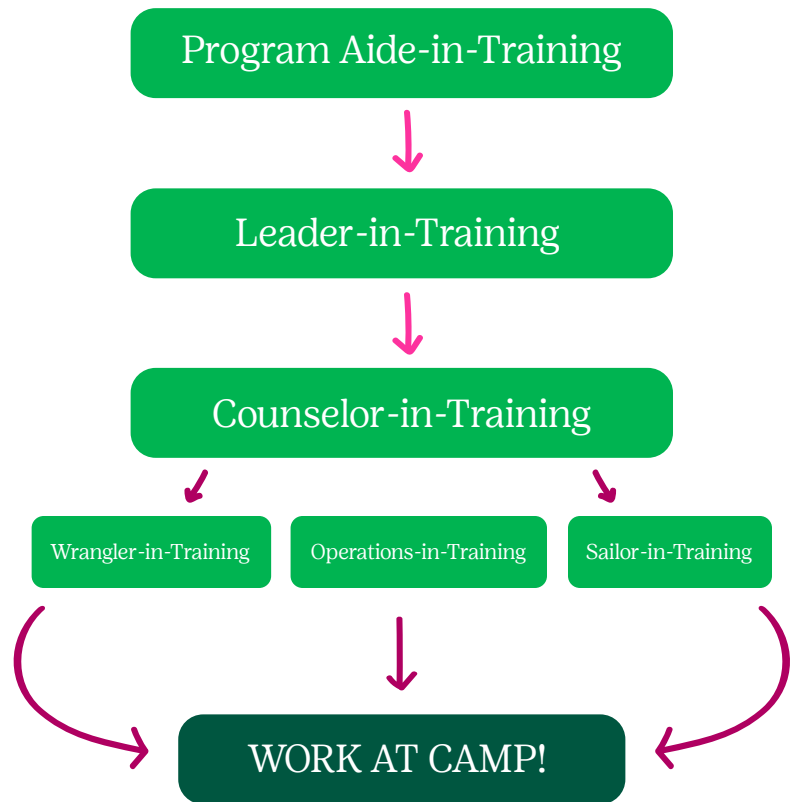 Program Aide-in-Training
Leader-in-Training
Counselor-in-Training
Wrangler-in-Training
Operations-in-Training
Sailor-in-Training
WORK AT CAMP!